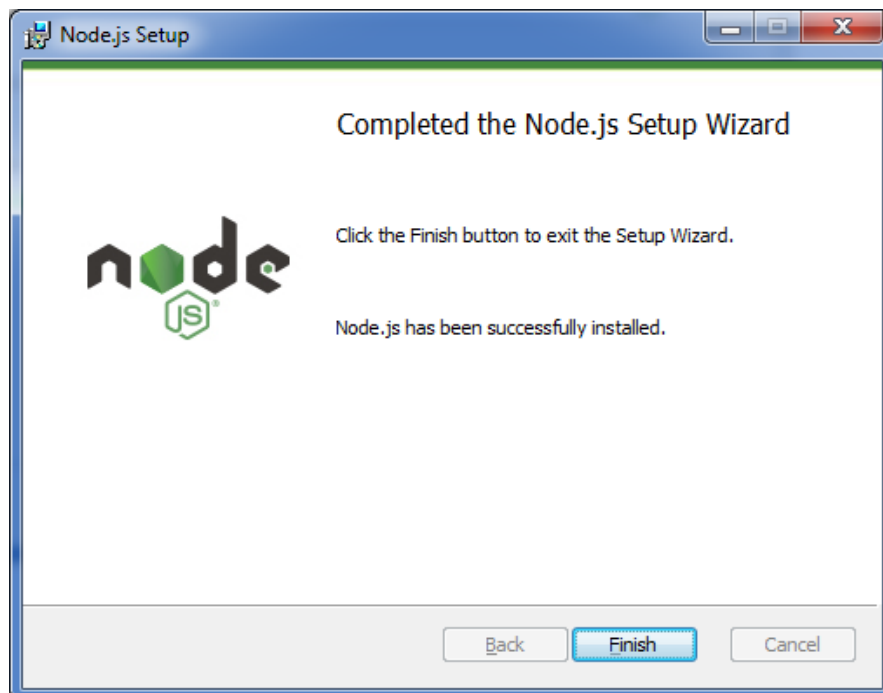 Node.js Setup
Completed the Node.js Setup Wizard
Click the Finish button to exit the Setup Wizard.
node
JS®
Node.js has been successfully installed.
Back Finish Cancel